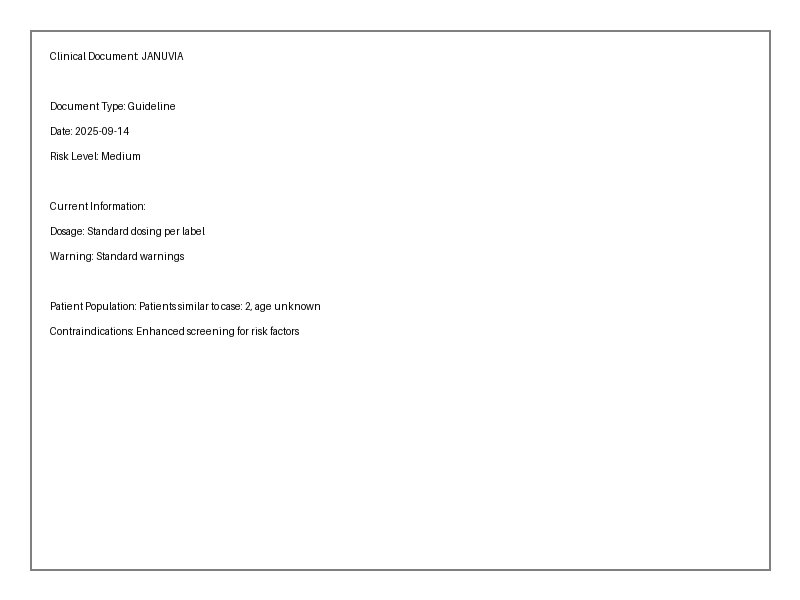 Clinical Document: JANUVIA
Document Type: Guideline
Date: 2025-09-14
Risk Level: Medium
Current Information:
Dosage: Standard dosing per label
Warning: Standard warnings
Patient Population: Patients similar to case: 2, age unknown
Contraindications: Enhanced screening for risk factors